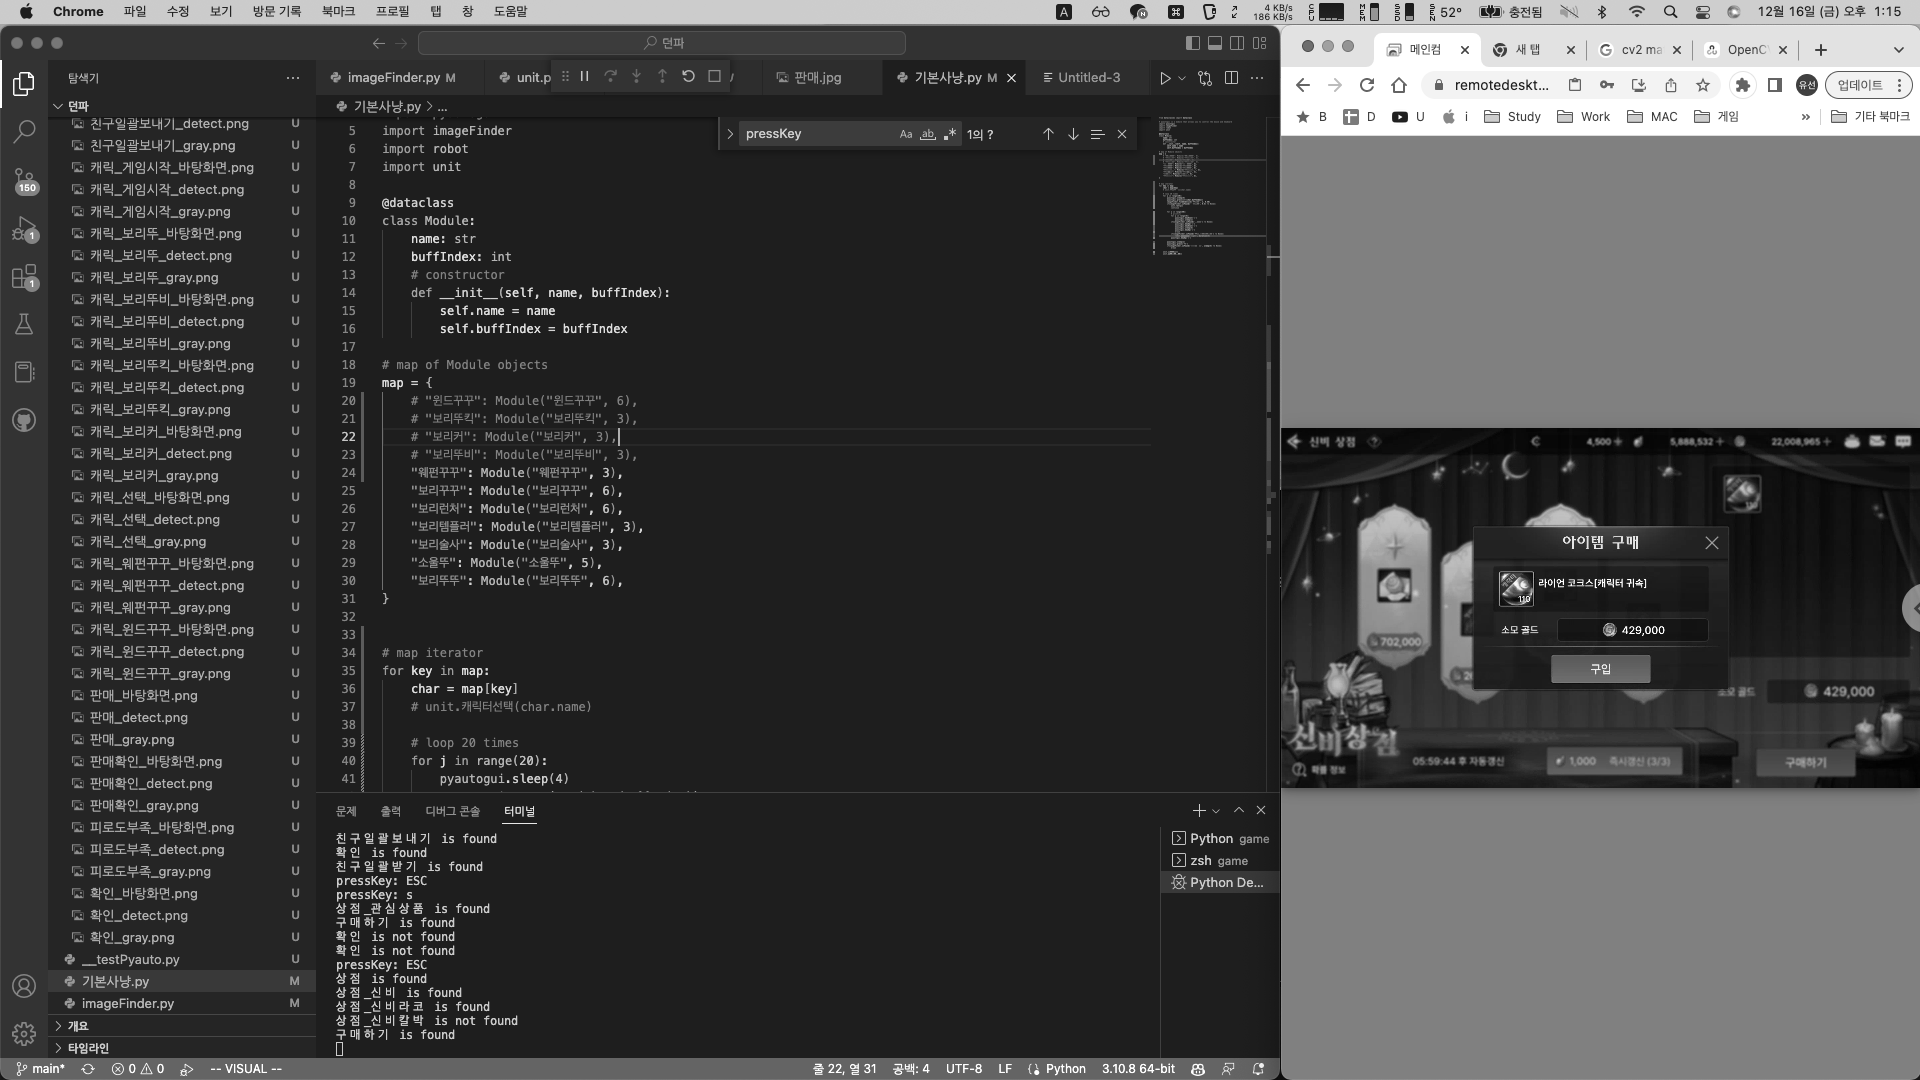 Chrome 파일 수정 보기 방문 기록 북마크 프로필 탭 창 도움말
4 KB/s
186 KB/s
52° 충전됨 12월 16일 (금) 오후 1:15
던파
탐색기
던파
친구일괄보내기_detect.png U
친구일괄보내기_gray.png U
캐릭_게임시작_바탕화면.png U
캐릭_게임시작_detect.png U
캐릭_게임시작_gray.png U
캐릭_보리뚜_바탕화면.png U
캐릭_보리뚜_detect.png U
캐릭_보리뚜_gray.png U
캐릭_보리뚜비_바탕화면.png U
캐릭_보리뚜비_detect.png U
캐릭_보리뚜비_gray.png U
캐릭_보리뚜킥_바탕화면.png U
캐릭_보리뚜킥_detect.png U
캐릭_보리뚜킥_gray.png U
캐릭_보리커_바탕화면.png U
캐릭_보리커_detect.png U
캐릭_보리커_gray.png U
캐릭_선택_바탕화면.png U
캐릭_선택_detect.png U
캐릭_선택_gray.png U
캐릭_웨펀꾸꾸_바탕화면.png U
캐릭_웨펀꾸꾸_detect.png U
캐릭_웨펀꾸꾸_gray.png U
캐릭_윈드꾸꾸_바탕화면.png U
캐릭_윈드꾸꾸_detect.png U
캐릭_윈드꾸꾸_gray.png U
판매_바탕화면.png U
판매_detect.png U
판매_gray.png U
판매확인_바탕화면.png U
판매확인_detect.png U
판매확인_gray.png U
피로도부족_바탕화면.png U
피로도부족_detect.png U
피로도부족_gray.png U
확인_바탕화면.png U
확인_detect.png U
확인_gray.png U
__testPyauto.py U
기본사냥.py M
imageFinder.py M
개요
타임라인
150
1
1
imageFinder.py M unit.p 판매.jpg 기본사냥.py M Untitled-3
기본사냥.py > ...
pressKey Aa ab 1의 ?
5 import imageFinder
6 import robot
7 import unit
8
9 @dataclass
10 class Module:
11 name: str
12 buffIndex: int
13 # constructor
14 def __init__(self, name, buffIndex):
15 self.name = name
16 self.buffIndex = buffIndex
17
18 # map of Module objects
19 map = {
20 # "윈드꾸꾸": Module("윈드꾸꾸", 6),
21 # "보리뚜킥": Module("보리뚜킥", 3),
22 # "보리커": Module("보리커", 3),
23 # "보리뚜비": Module("보리뚜비", 3),
24 "웨펀꾸꾸": Module("웨펀꾸꾸", 3),
25 "보리꾸꾸": Module("보리꾸꾸", 6),
26 "보리런처": Module("보리런처", 6),
27 "보리템플러": Module("보리템플러", 3),
28 "보리술사": Module("보리술사", 3),
29 "소울뚜": Module("소울뚜", 5),
30 "보리뚜뚜": Module("보리뚜뚜", 6),
31 }
32
33
34 # map iterator
35 for key in map:
36 char = map[key]
37 # unit.캐릭터선택(char.name)
38
39 # loop 20 times
40 for j in range(20):
41 pyautogui.sleep(4)
문제 출력 디버그 콘솔 터미널
친구일괄보내기 is found
확인 is found
친구일괄받기 is found
pressKey: ESC
pressKey: s
상점_관심상품 is found
구매하기 is found
확인 is not found
확인 is not found
pressKey: ESC
상점 is found
상점_신비 is found
상점_신비라코 is found
상점_신비칼박 is not found
구매하기 is found
Python game
zsh game
Python De...
main* 0 0 -- VISUAL -- 줄 22, 열 31 공백: 4 UTF-8 LF Python 3.10.8 64-bit
메인컴 새 탭 cv2 ma OpenC
remotedeskt... 유선 업데이트
B D U i Study Work MAC 게임 » 기타 북마크
신비 상점 4,500 5,888,532 22,008,965
아이템 구매
라이언 코크스[캐릭터 귀속]
110
소모 골드 429,000
구입
702,000
소모 골드 429,000
신비상점
확률 정보
05:59:44 후 자동갱신 1,000 즉시갱신 (3/3) 구매하기